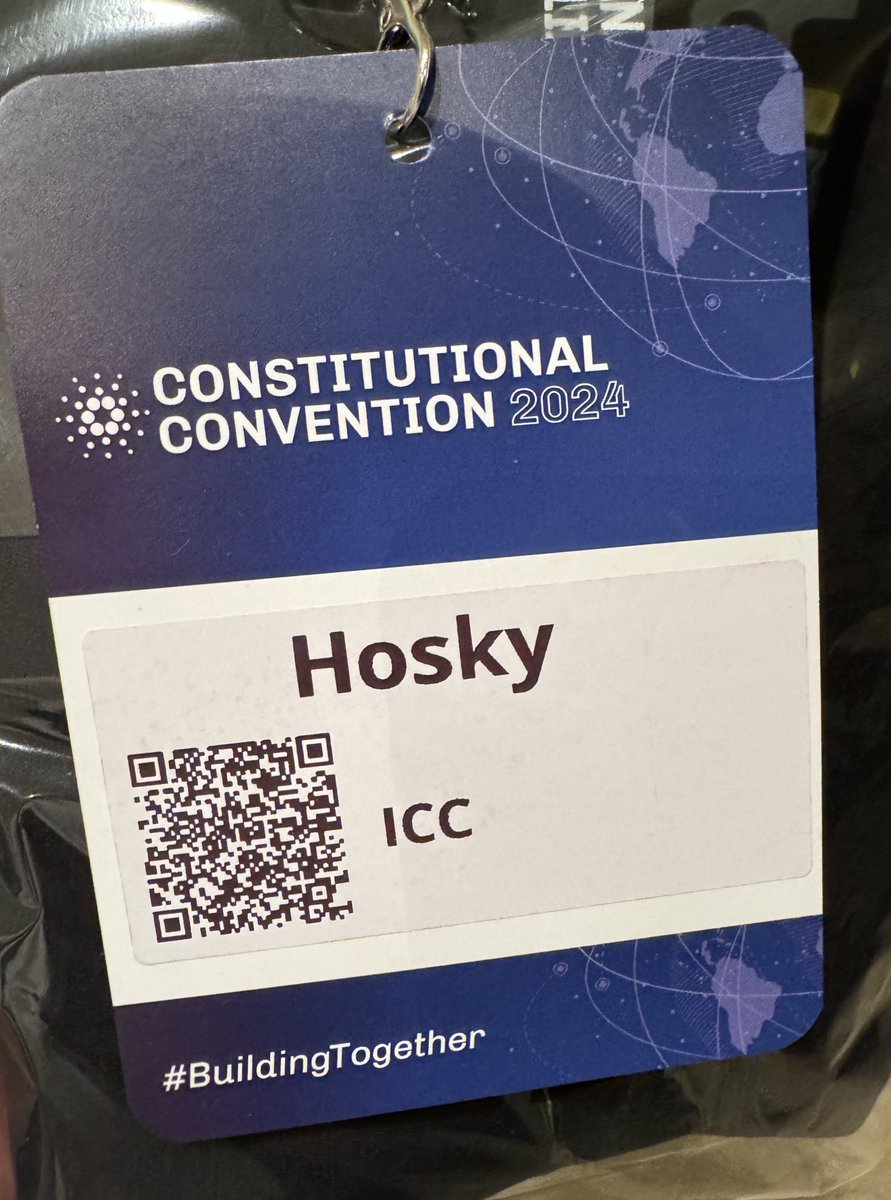 CONSTITUTIONAL
CONVENTION 2024
Hosky
ICC
#BuildingTogether